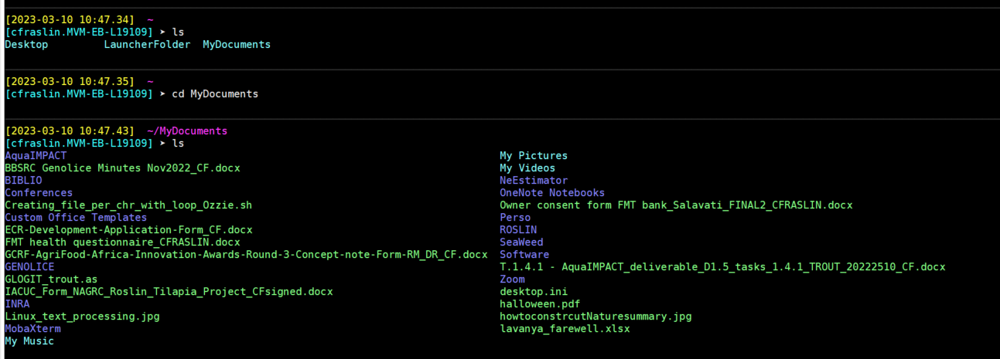 [2023-03-10 10:47.34] ~
[cfraslin.MVM-EB-L19109] ➤ ls
Desktop LauncherFolder MyDocuments
[2023-03-10 10:47.35] ~
[cfraslin.MVM-EB-L19109] ➤ cd MyDocuments
[2023-03-10 10:47.43] ~/MyDocuments
[cfraslin.MVM-EB-L19109] ➤ ls
AquaIMPACT My Pictures
BBSRC Genolice Minutes Nov2022_CF.docx My Videos
BIBLIO NeEstimator
Conferences OneNote Notebooks
Creating_file_per_chr_with_loop_Ozzie.sh Owner consent form FMT bank_Salavati_FINAL2_CFRASLIN.docx
Custom Office Templates Perso
ECR-Development-Application-Form_CF.docx ROSLIN
FMT health questionnaire_CFRASLIN.docx SeaWeed
GCRF-AgriFood-Africa-Innovation-Awards-Round-3-Concept-note-Form-RM_DR_CF.docx Software
GENOLICE T.1.4.1 - AquaIMPACT_deliverable_D1.5_tasks_1.4.1_TROUT_20222510_CF.docx
GLOGIT_trout.as Zoom
IACUC_Form_NAGRC_Roslin_Tilapia_Project_CFsigned.docx desktop.ini
INRA halloween.pdf
Linux_text_processing.jpg howtoconstrcutNaturesummary.jpg
MobaXterm lavanya_farewell.xlsx
My Music